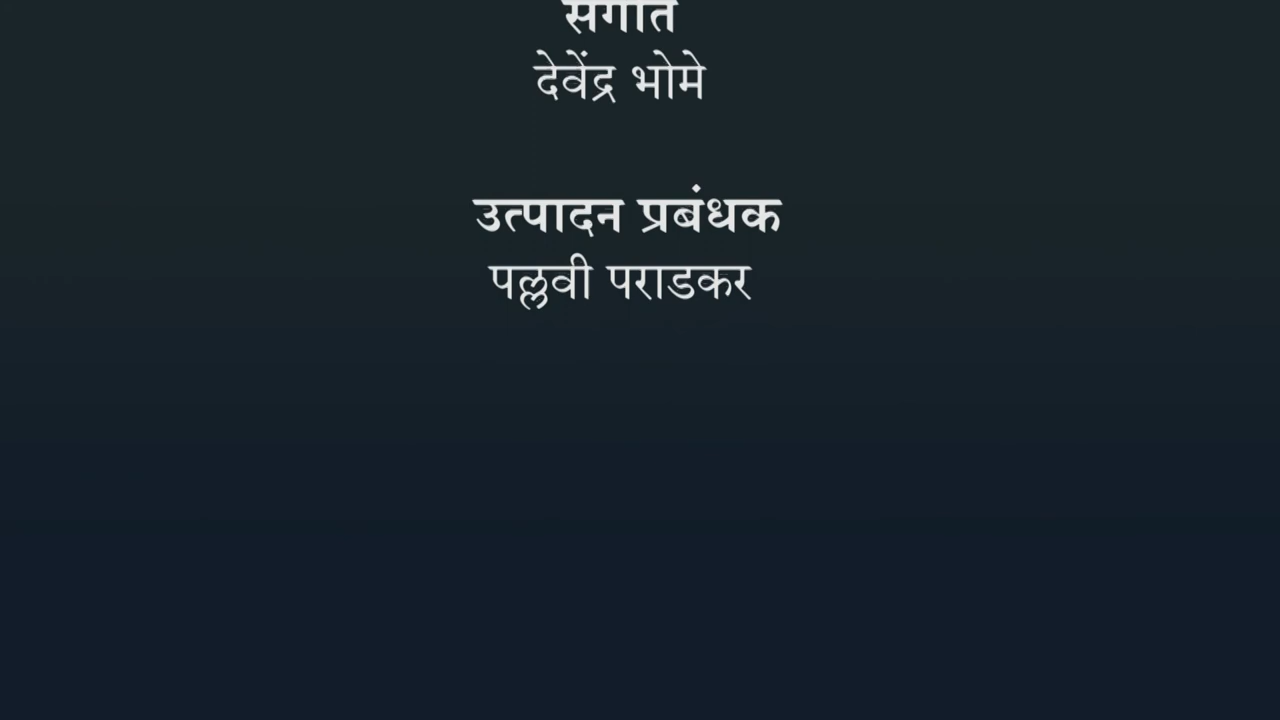 संगीत
देवेंद्र भोमे
उत्पादन प्रबंधक
पल्लवी पराडकर